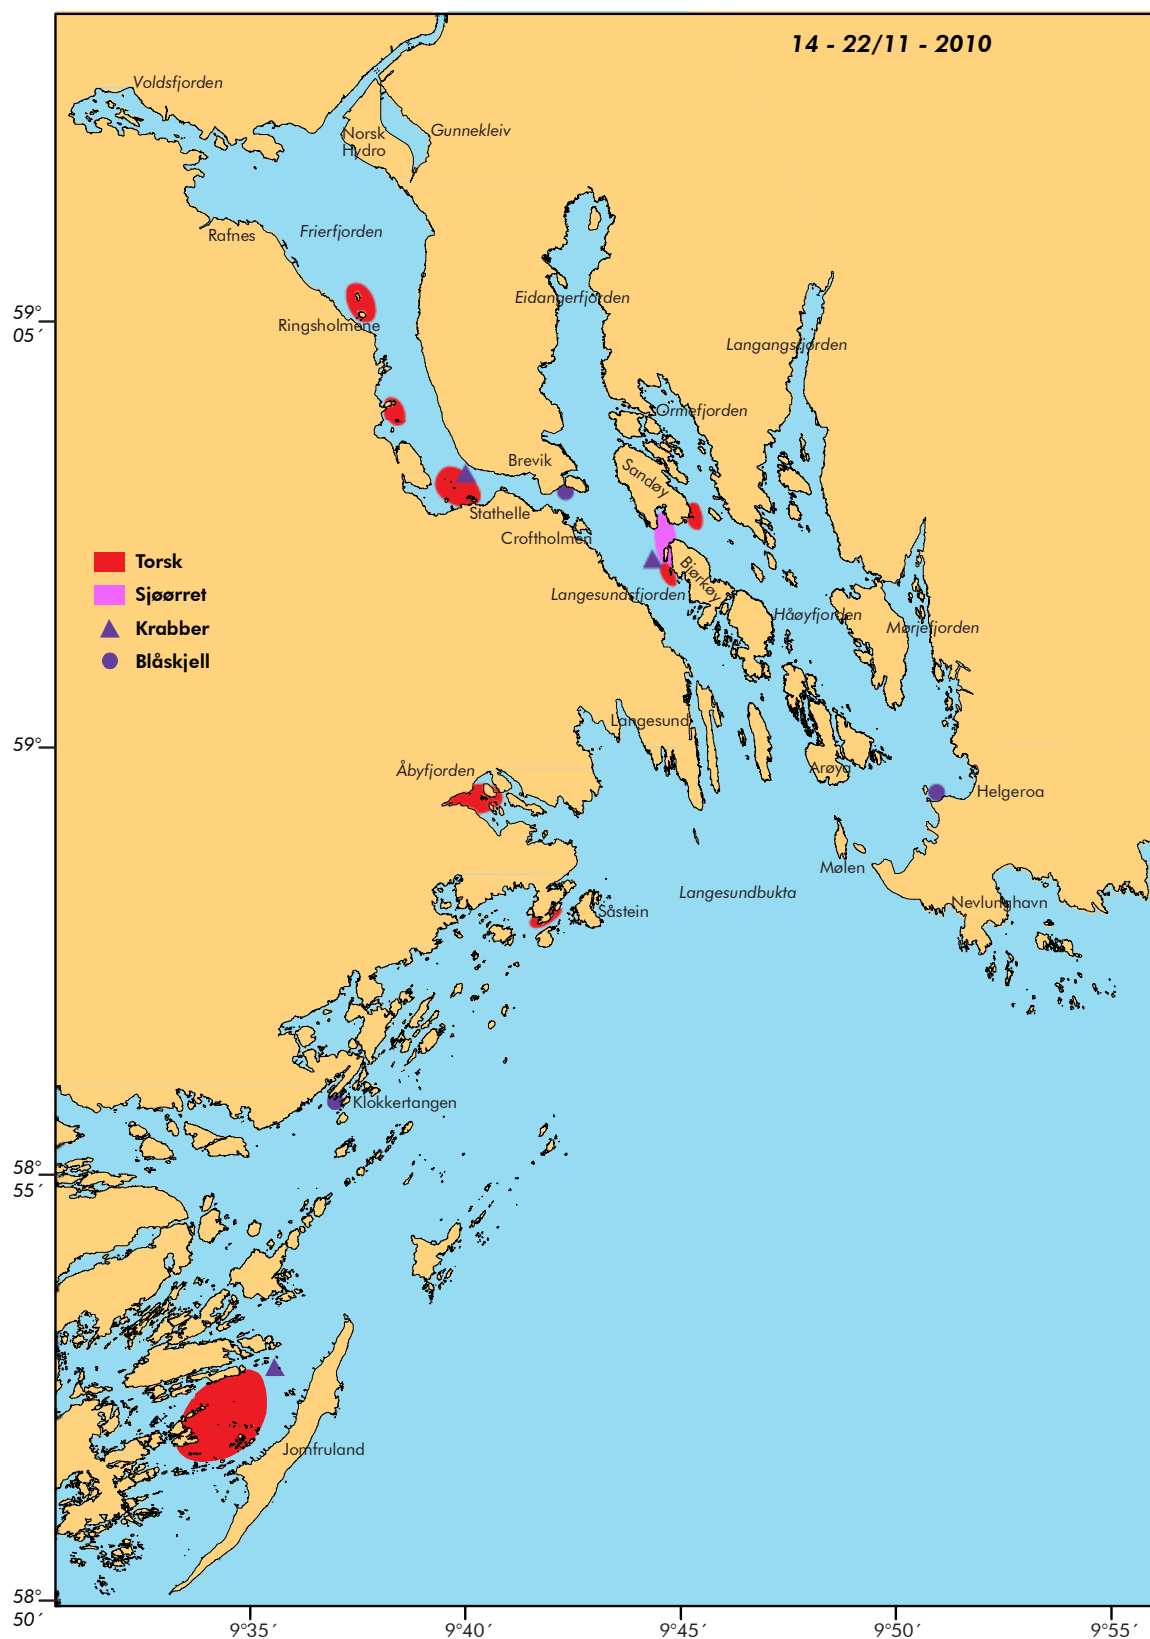 14 - 22/11 - 2010
Voldsfjorden
Gunnekleiv
Norsk
Hydro
Rafnes
Frierfjorden
Eidangerfjorden
59°
05´
Ringsholmene
Langangsfjorden
Ormefjorden
Brevik
Sandøy
Stathelle
Croftholmen
Torsk
Bjørkøy
Sjøørret
Langesundsfjorden
Håøyfjorden
Krabber
Mørjefjorden
Blåskjell
Langesund
59°
Åbyfjorden
Arøya
Helgeroa
Mølen
Langesundbukta
Nevlunghavn
Såstein
Klokkertangen
58°
55´
Jomfruland
58°
50´
9°35´
9°40´
9°45´
9°50´
9°55´